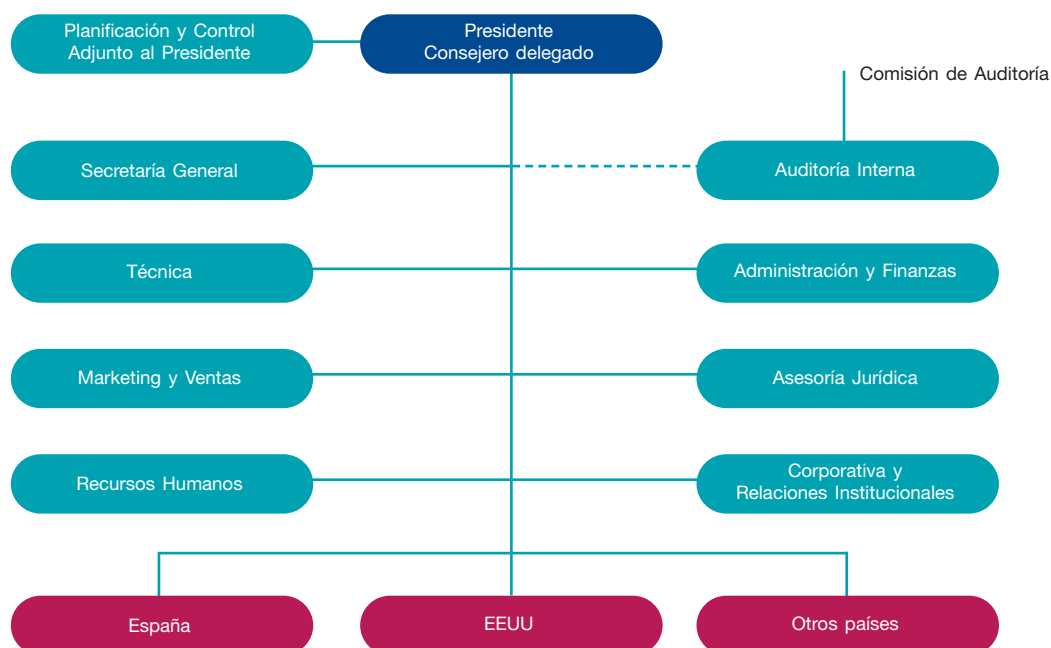 Planificación y Control
Adjunto al Presidente
Presidente
Consejero delegado
Comisión de Auditoría
Secretaría General
Auditoría Interna
Técnica
Administración y Finanzas
Marketing y Ventas
Asesoría Jurídica
Recursos Humanos
Corporativa y
Relaciones Institucionales
España
EEUU
Otros países